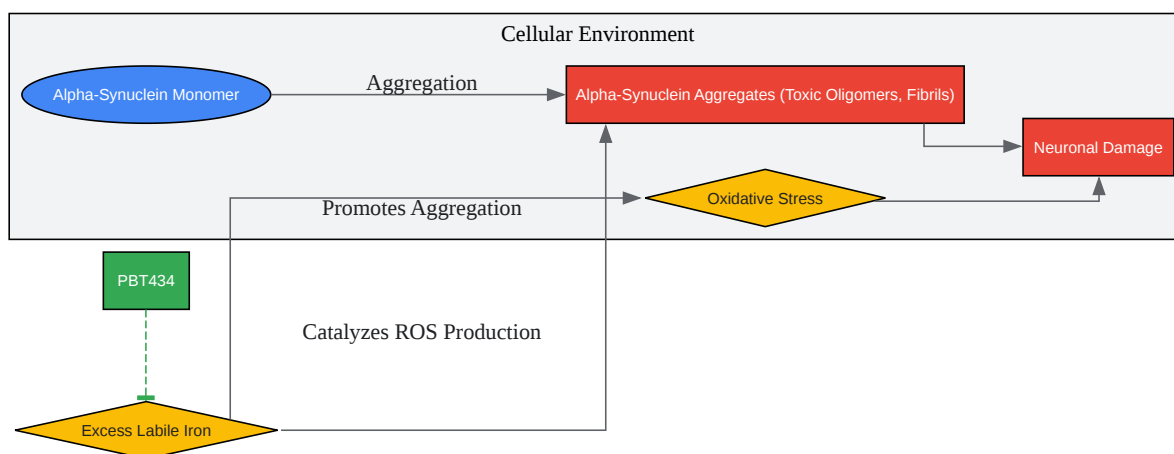 Cellular Environment
Alpha-Synuclein Monomer
Aggregation
Alpha-Synuclein Aggregates (Toxic Oligomers, Fibrils)
Neuronal Damage
Oxidative Stress
Promotes Aggregation
PBT434
Catalyzes ROS Production
Excess Labile Iron